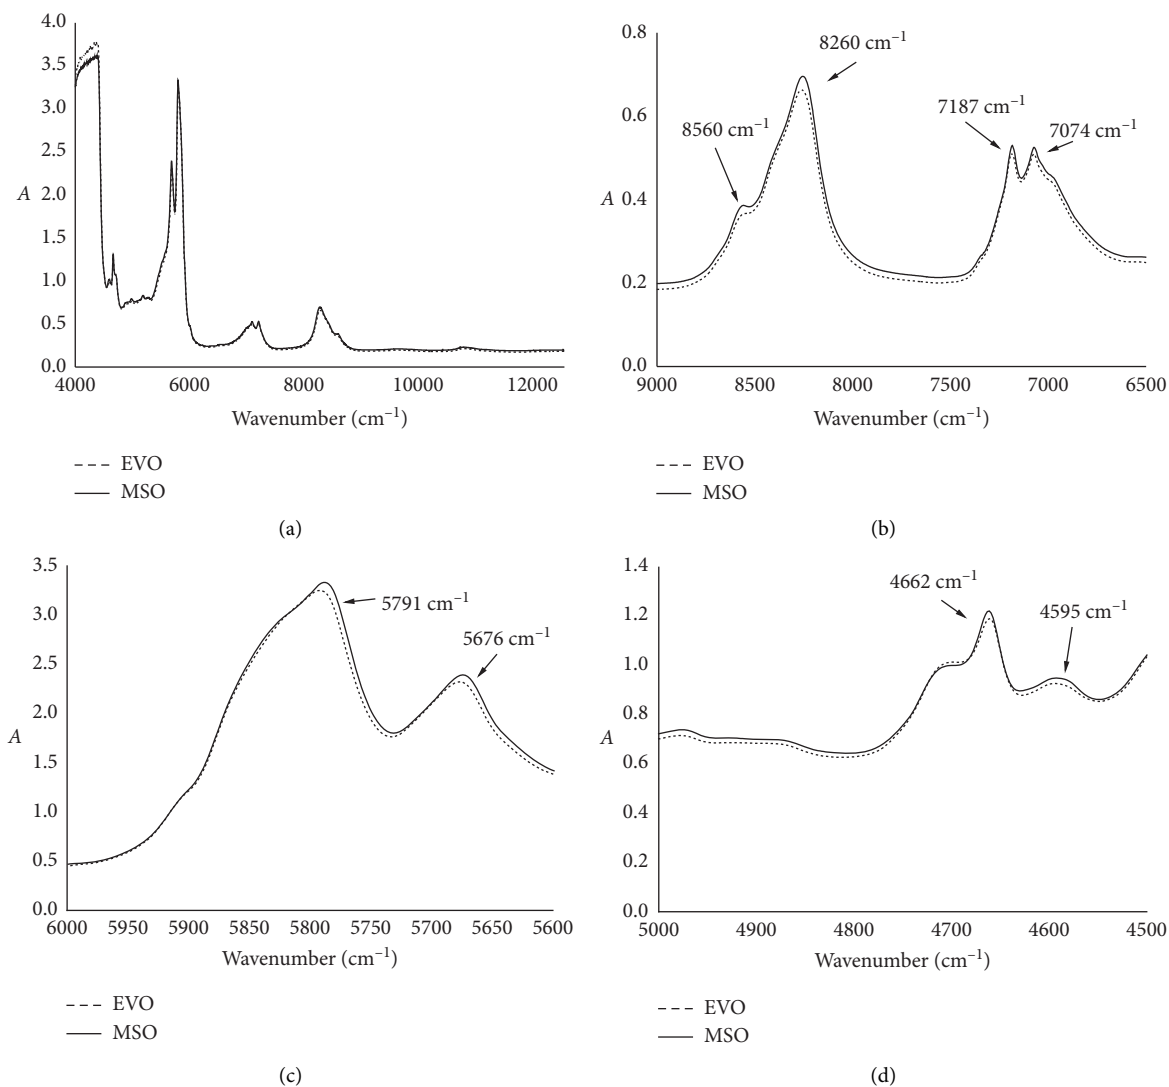 4.0
3.5
3.0
2.5
A 2.0
1.5
1.0
0.5
0.0
4000 6000 8000 10000 12000
Wavenumber (cm⁻¹)
EVO
MSO
(a)
0.8
0.6
A 0.4
0.2
0.0
8260 cm⁻¹
8560 cm⁻¹
7187 cm⁻¹
7074 cm⁻¹
9000 8500 8000 7500 7000 6500
Wavenumber (cm⁻¹)
EVO
MSO
(b)
3.5
3.0
2.5
2.0
A
1.5
1.0
0.5
0.0
5791 cm⁻¹
5676 cm⁻¹
6000 5950 5900 5850 5800 5750 5700 5650 5600
Wavenumber (cm⁻¹)
EVO
MSO
(c)
1.4
1.2
1.0
0.8
A
0.6
0.4
0.2
0.0
4662 cm⁻¹
4595 cm⁻¹
5000 4900 4800 4700 4600 4500
Wavenumber (cm⁻¹)
EVO
MSO
(d)